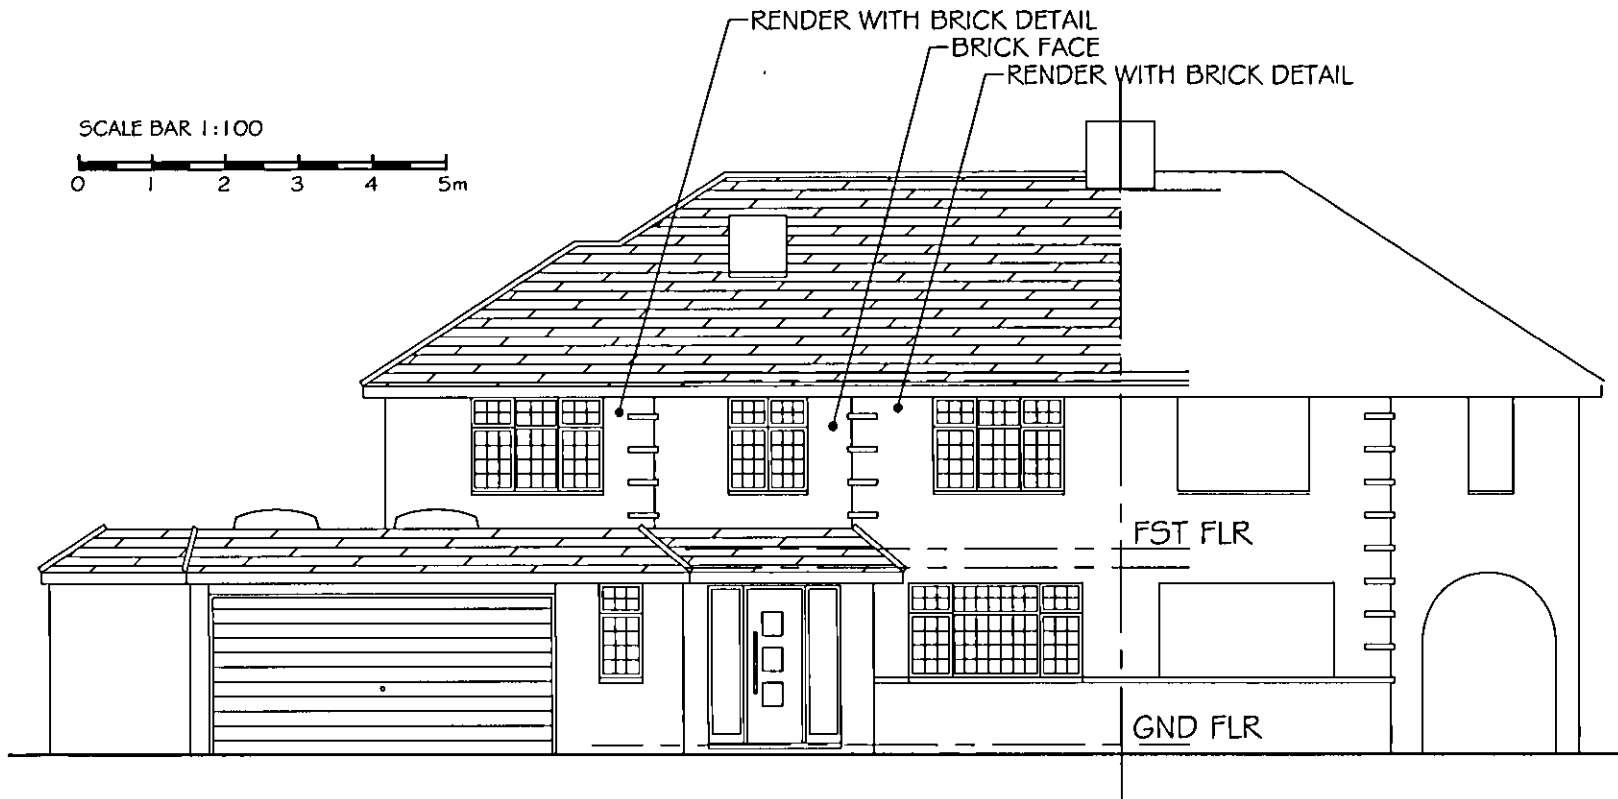 RENDER WITH BRICK DETAIL
BRICK FACE
RENDER WITH BRICK DETAIL
SCALE BAR 1:100
0 1 2 3 4 5m
FST FLR
GND FLR